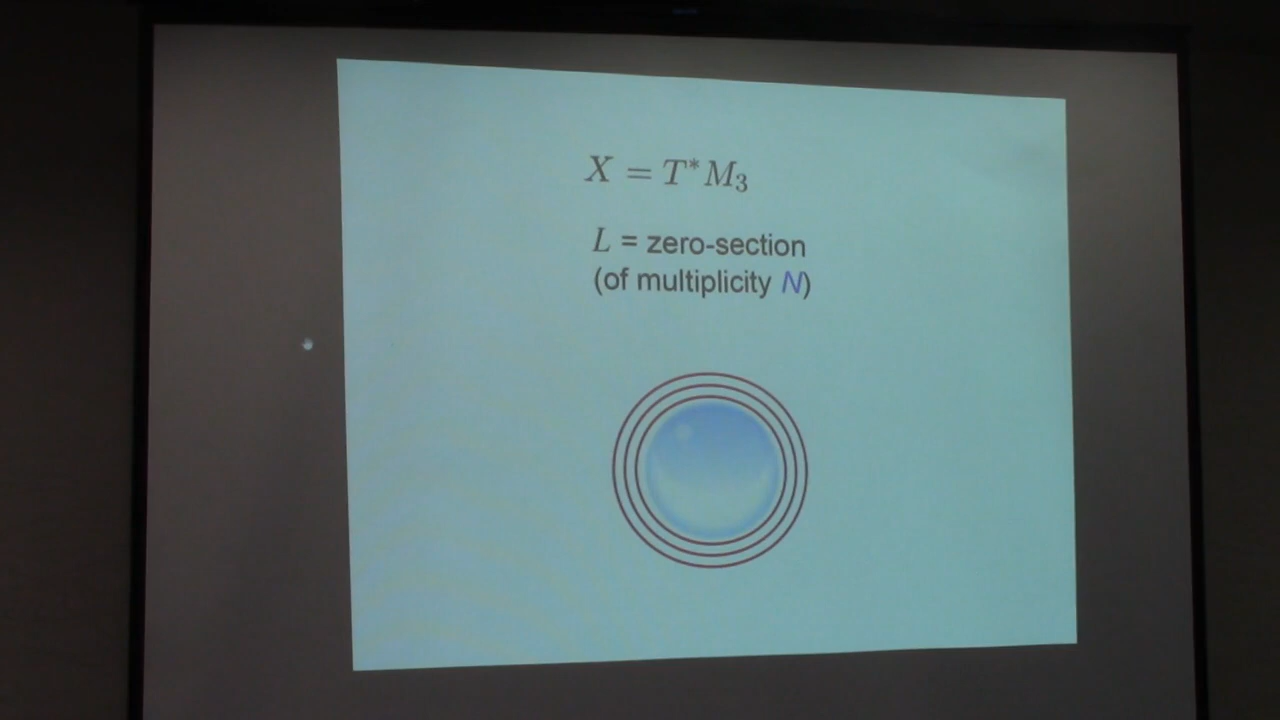 X = T*M₃
L = zero-section
(of multiplicity N)